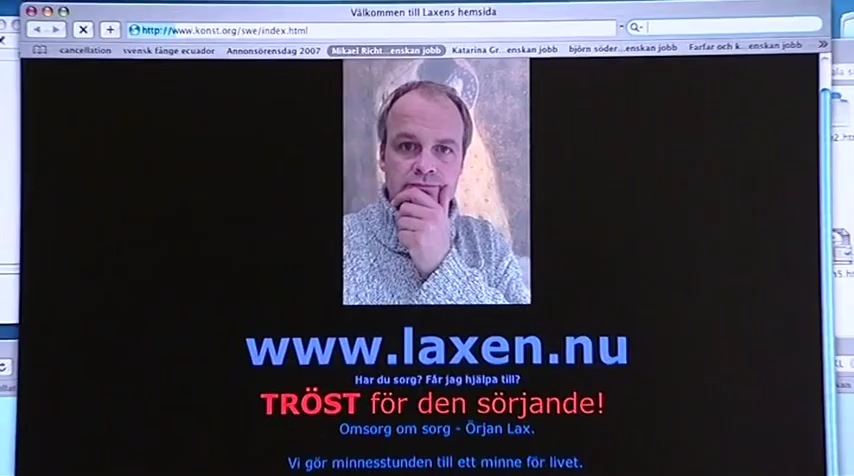 Välkommen till Laxens hemsida
http://www.konst.org/swe/index.html
cancellation svensk fånge ecuador Annonsörensdag 2007 Mikael Richt...enskan jobb Katarina Gr...enskan jobb björn söder...enskan jobb Farfar och k...enskan jobb
www.laxen.nu
Har du sorg? Får jag hjälpa till?
TRÖST för den sörjande!
Omsorg om sorg - Örjan Lax.
Vi gör minnesstunden till ett minne för livet.